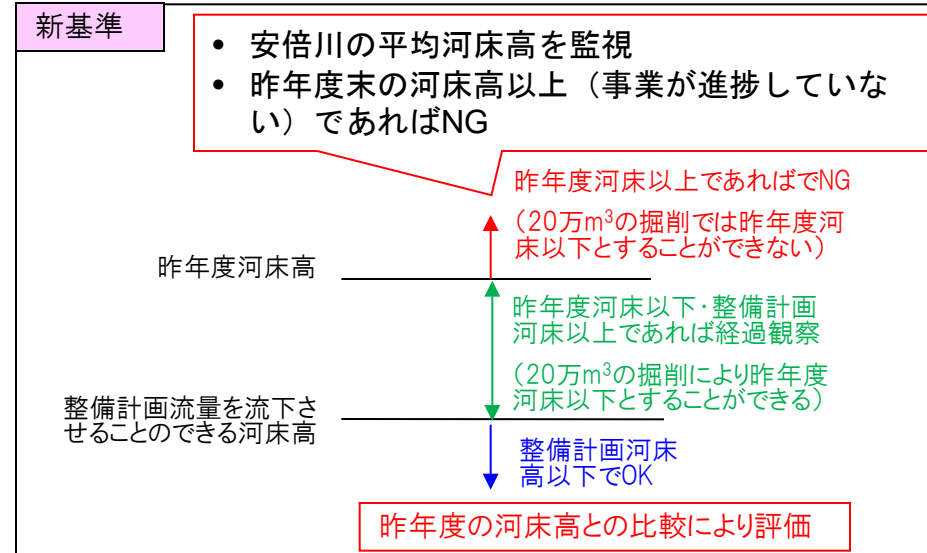 新基準
• 安倍川の平均河床高を監視
• 昨年度末の河床高以上（事業が進捗していな
い）であればNG
昨年度河床以上であればでNG
（20万m³の掘削では昨年度河
床以下とすることができない）
昨年度河床高
昨年度河床以下・整備計画
河床以上であれば経過観察
（20万m³の掘削により昨年度
河床以下とすることができる）
整備計画流量を流下さ
せることのできる河床高
整備計画河床
高以下でOK
昨年度の河床高との比較により評価